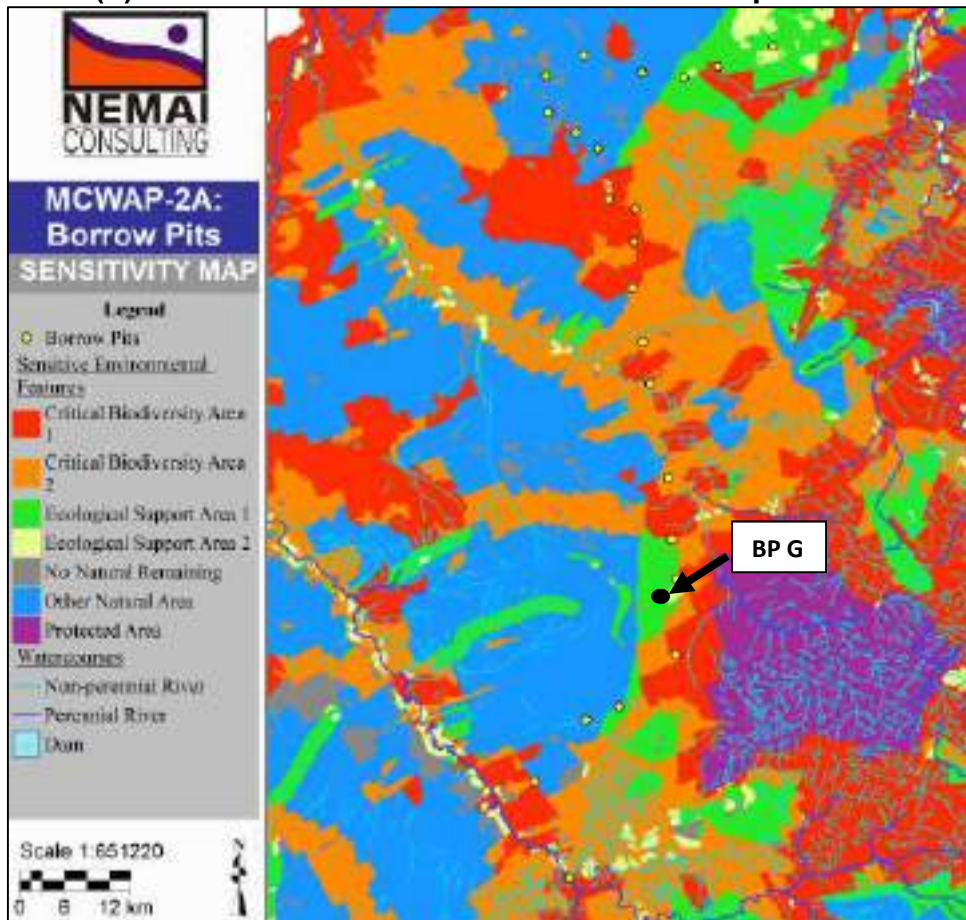 NEMAI
CONSULTING
MCWAP-2A:
Borrow Pits
SENSITIVITY MAP
Legend
Borrow Pits
Sensitive Environmental
Features
Critical Biodiversity Area
1
Critical Biodiversity Area
2
Ecological Support Area 1
Ecological Support Area 2
No Natural Remaining
Other Natural Area
Protected Area
Watercourses
Non-perennial River
Perennial River
Dam
Scale 1:651220
0 6 12 km
BP G